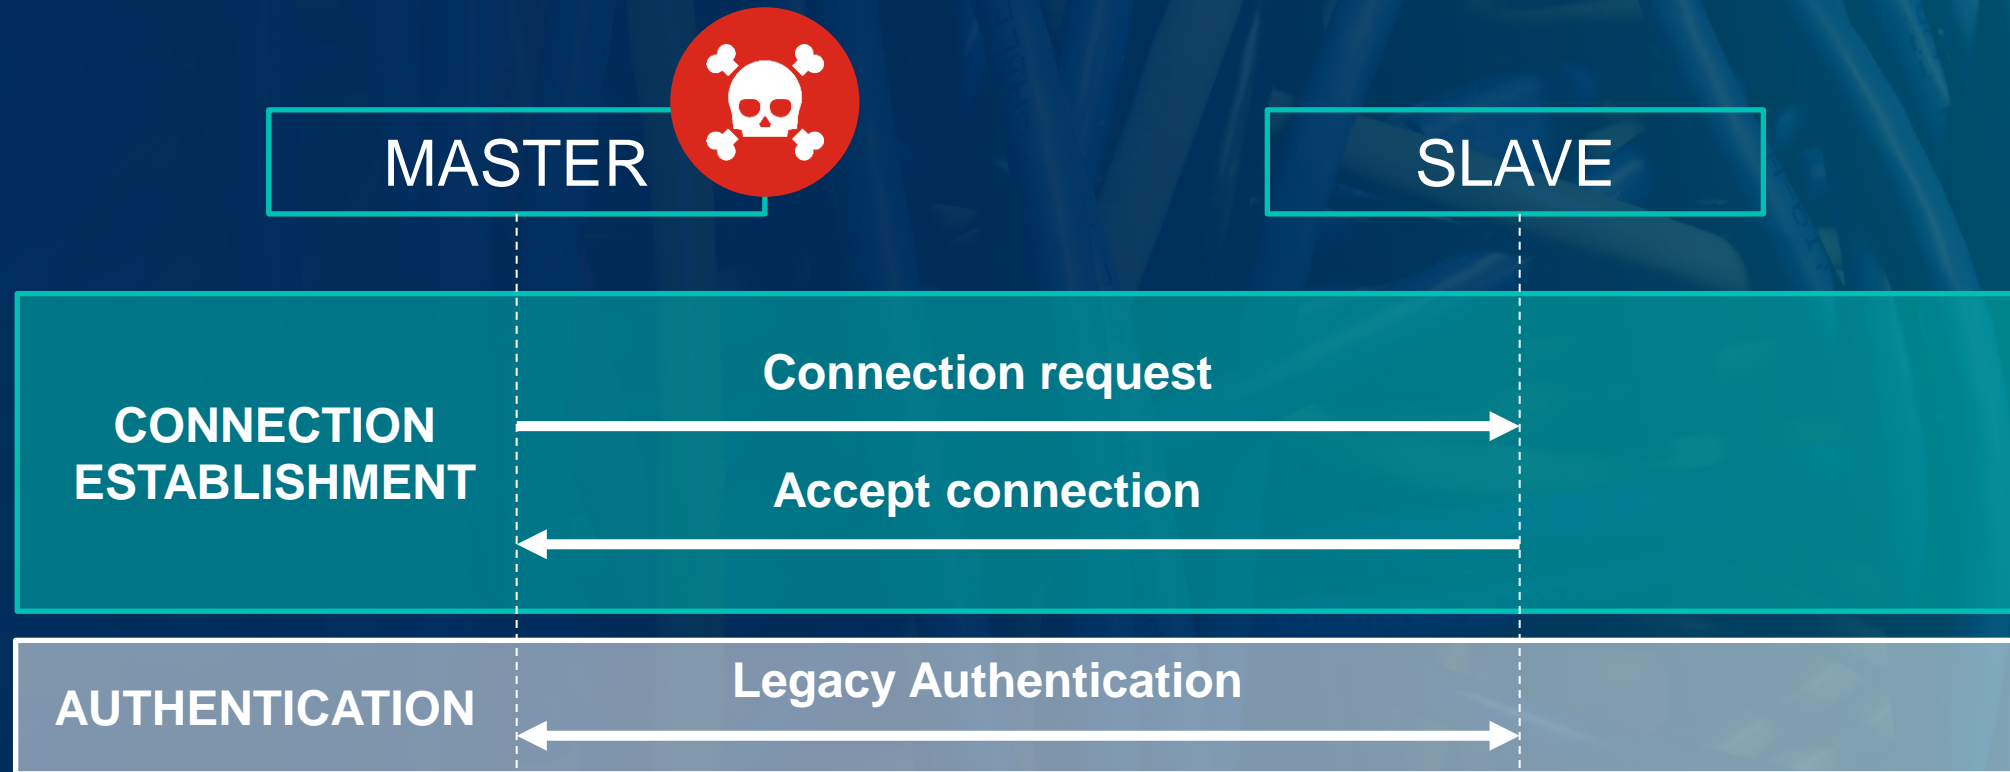 MASTER
SLAVE
Connection request
CONNECTION
ESTABLISHMENT
Accept connection
Legacy Authentication
AUTHENTICATION